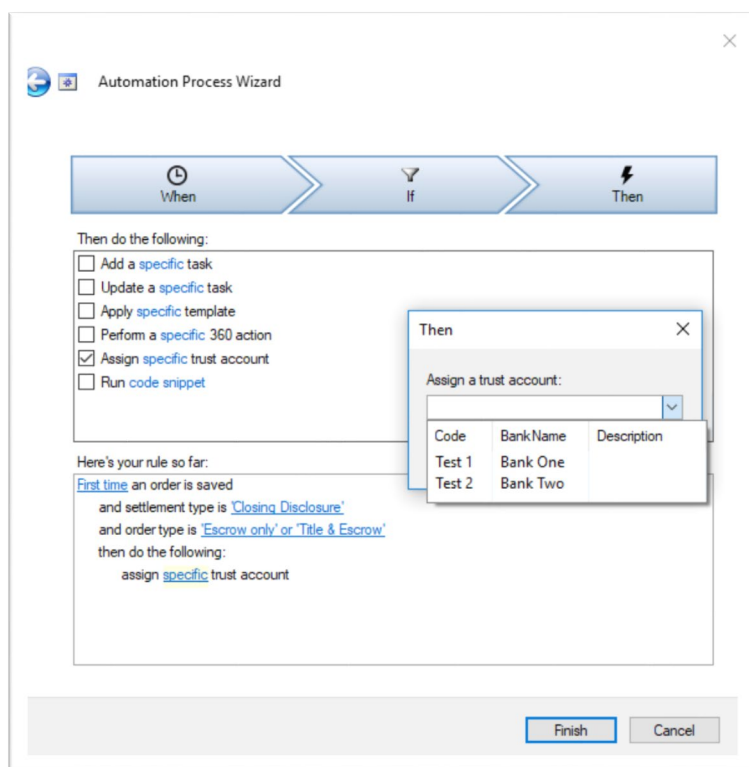 Automation Process Wizard
When
If
Then
Then do the following:
Add a specific task
Update a specific task
Apply specific template
Perform a specific 360 action
Assign specific trust account
Run code snippet
Then
Assign a trust account:
Code BankName Description
Test 1 Bank One
Test 2 Bank Two
Here's your rule so far:
First time an order is saved
and settlement type is 'Closing Disclosure'
and order type is 'Escrow only' or 'Title & Escrow'
then do the following:
assign specific trust account
Finish
Cancel